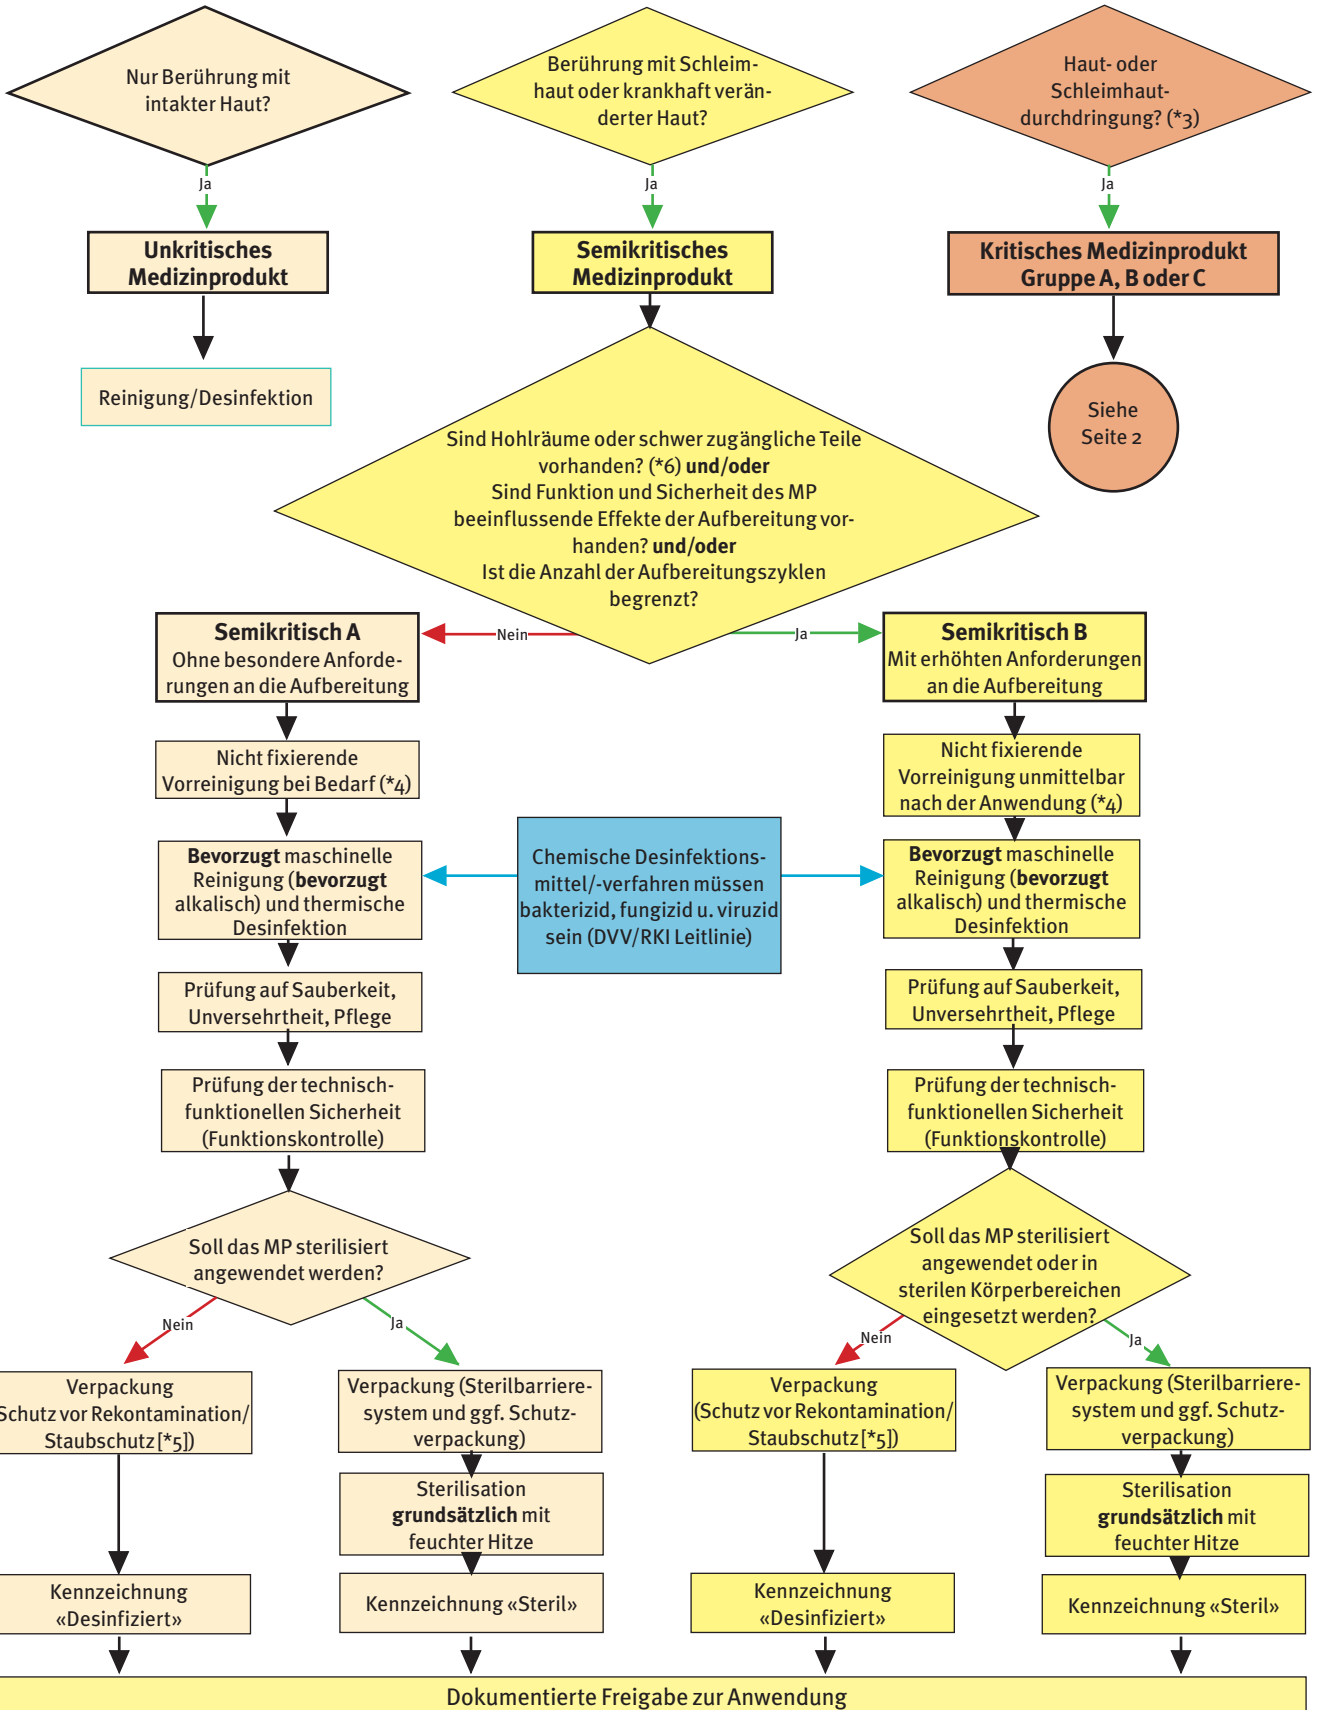 Nur Berührung mit
intakter Haut?
Ja
Unkritisches
Medizinprodukt
Reinigung/Desinfektion
Berührung mit Schleim-
haut oder krankhaft verän-
derter Haut?
Ja
Semikritisches
Medizinprodukt
Haut- oder
Schleimhaut-
durchdringung? (*3)
Ja
Kritisches Medizinprodukt
Gruppe A, B oder C
Siehe
Seite 2
Sind Hohlräume oder schwer zugängliche Teile
vorhanden? (*6) und/oder
Sind Funktion und Sicherheit des MP
beeinflussende Effekte der Aufbereitung vor-
handen? und/oder
Ist die Anzahl der Aufbereitungszyklen
begrenzt?
Nein
Ja
Semikritisch A
Ohne besondere Anforde-
rungen an die Aufbereitung
Nicht fixierende
Vorreinigung bei Bedarf (*4)
Bevorzugt maschinelle
Reinigung (bevorzugt
alkalisch) und thermische
Desinfektion
Prüfung auf Sauberkeit,
Unversehrtheit, Pflege
Prüfung der technisch-
funktionellen Sicherheit
(Funktionskontrolle)
Soll das MP sterilisiert
angewendet werden?
Nein
Ja
Verpackung
Schutz vor Rekontamination/
Staubschutz[*5])
Kennzeichnung
«Desinfiziert»
Verpackung (Sterilbarriere-
system und ggf. Schutz-
verpackung)
Sterilisation
grundsätzlich mit
feuchter Hitze
Kennzeichnung «Steril»
Chemische Desinfektions-
mittel/-verfahren müssen
bakterizid, fungizid u. viruzid
sein (DVV/RKI Leitlinie)
Semikritisch B
Mit erhöhten Anforderungen
an die Aufbereitung
Nicht fixierende
Vorreinigung unmittelbar
nach der Anwendung (*4)
Bevorzugt maschinelle
Reinigung (bevorzugt
alkalisch) und thermische
Desinfektion
Prüfung auf Sauberkeit,
Unversehrtheit, Pflege
Prüfung der technisch-
funktionellen Sicherheit
(Funktionskontrolle)
Soll das MP sterilisiert
angewendet oder in
sterilen Körperbereichen
eingesetzt werden?
Nein
Ja
Verpackung
(Schutz vor Rekontamination/
Staubschutz[*5])
Kennzeichnung
«Desinfiziert»
Verpackung (Sterilbarriere-
system und ggf. Schutz-
verpackung)
Sterilisation
grundsätzlich mit
feuchter Hitze
Kennzeichnung «Steril»
Dokumentierte Freigabe zur Anwendung